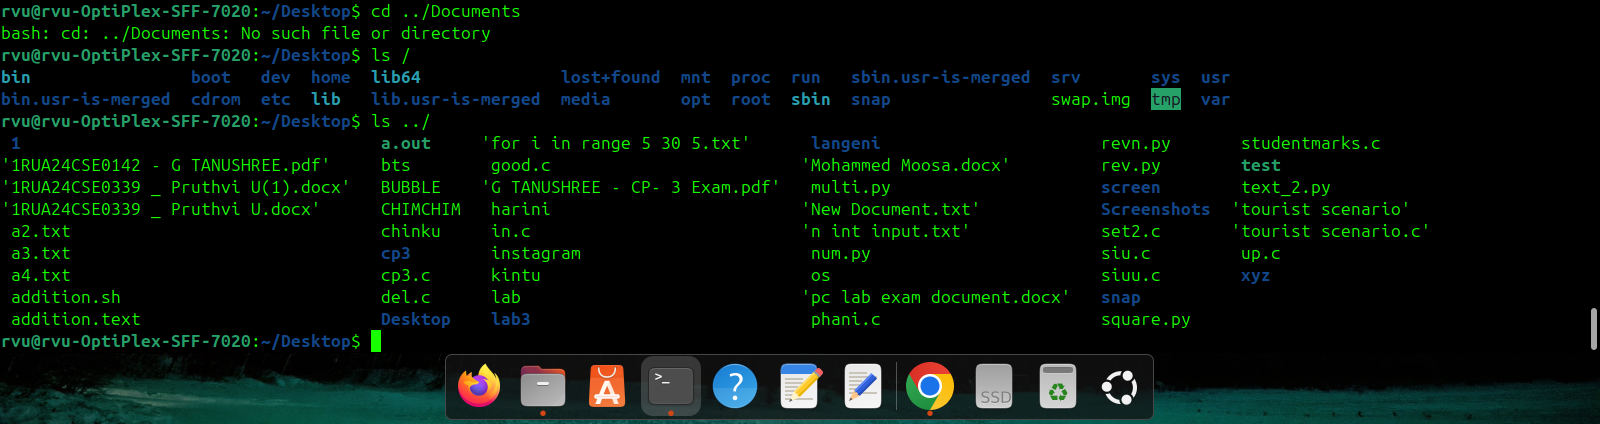 rvu@rvu-OptiPlex-SFF-7020:~/Desktop$ cd ../Documents
bash: cd: ../Documents: No such file or directory
rvu@rvu-OptiPlex-SFF-7020:~/Desktop$ ls /
bin boot dev home lib64 lost+found mnt proc run sbin.usr-is-merged srv sys usr
bin.usr-is-merged cdrom etc lib lib.usr-is-merged media opt root sbin snap swap.img tmp var
rvu@rvu-OptiPlex-SFF-7020:~/Desktop$ ls ../
1 a.out 'for i in range 5 30 5.txt' langeni revn.py studentmarks.c
'1RUA24CSE0142 - G TANUSHREE.pdf' bts good.c 'Mohammed Moosa.docx' rev.py test
'1RUA24CSE0339 _ Pruthvi U(1).docx' BUBBLE 'G TANUSHREE - CP- 3 Exam.pdf' multi.py screen text_2.py
'1RUA24CSE0339 _ Pruthvi U.docx' CHIMCHIM harini 'New Document.txt' Screenshots 'tourist scenario'
a2.txt chinku in.c 'n int input.txt' set2.c 'tourist scenario.c'
a3.txt cp3 instagram num.py siu.c up.c
a4.txt cp3.c kintu os siuu.c xyz
addition.sh del.c lab 'pc lab exam document.docx' snap
addition.text Desktop lab3 phani.c square.py
rvu@rvu-OptiPlex-SFF-7020:~/Desktop$
>_ ? SSD